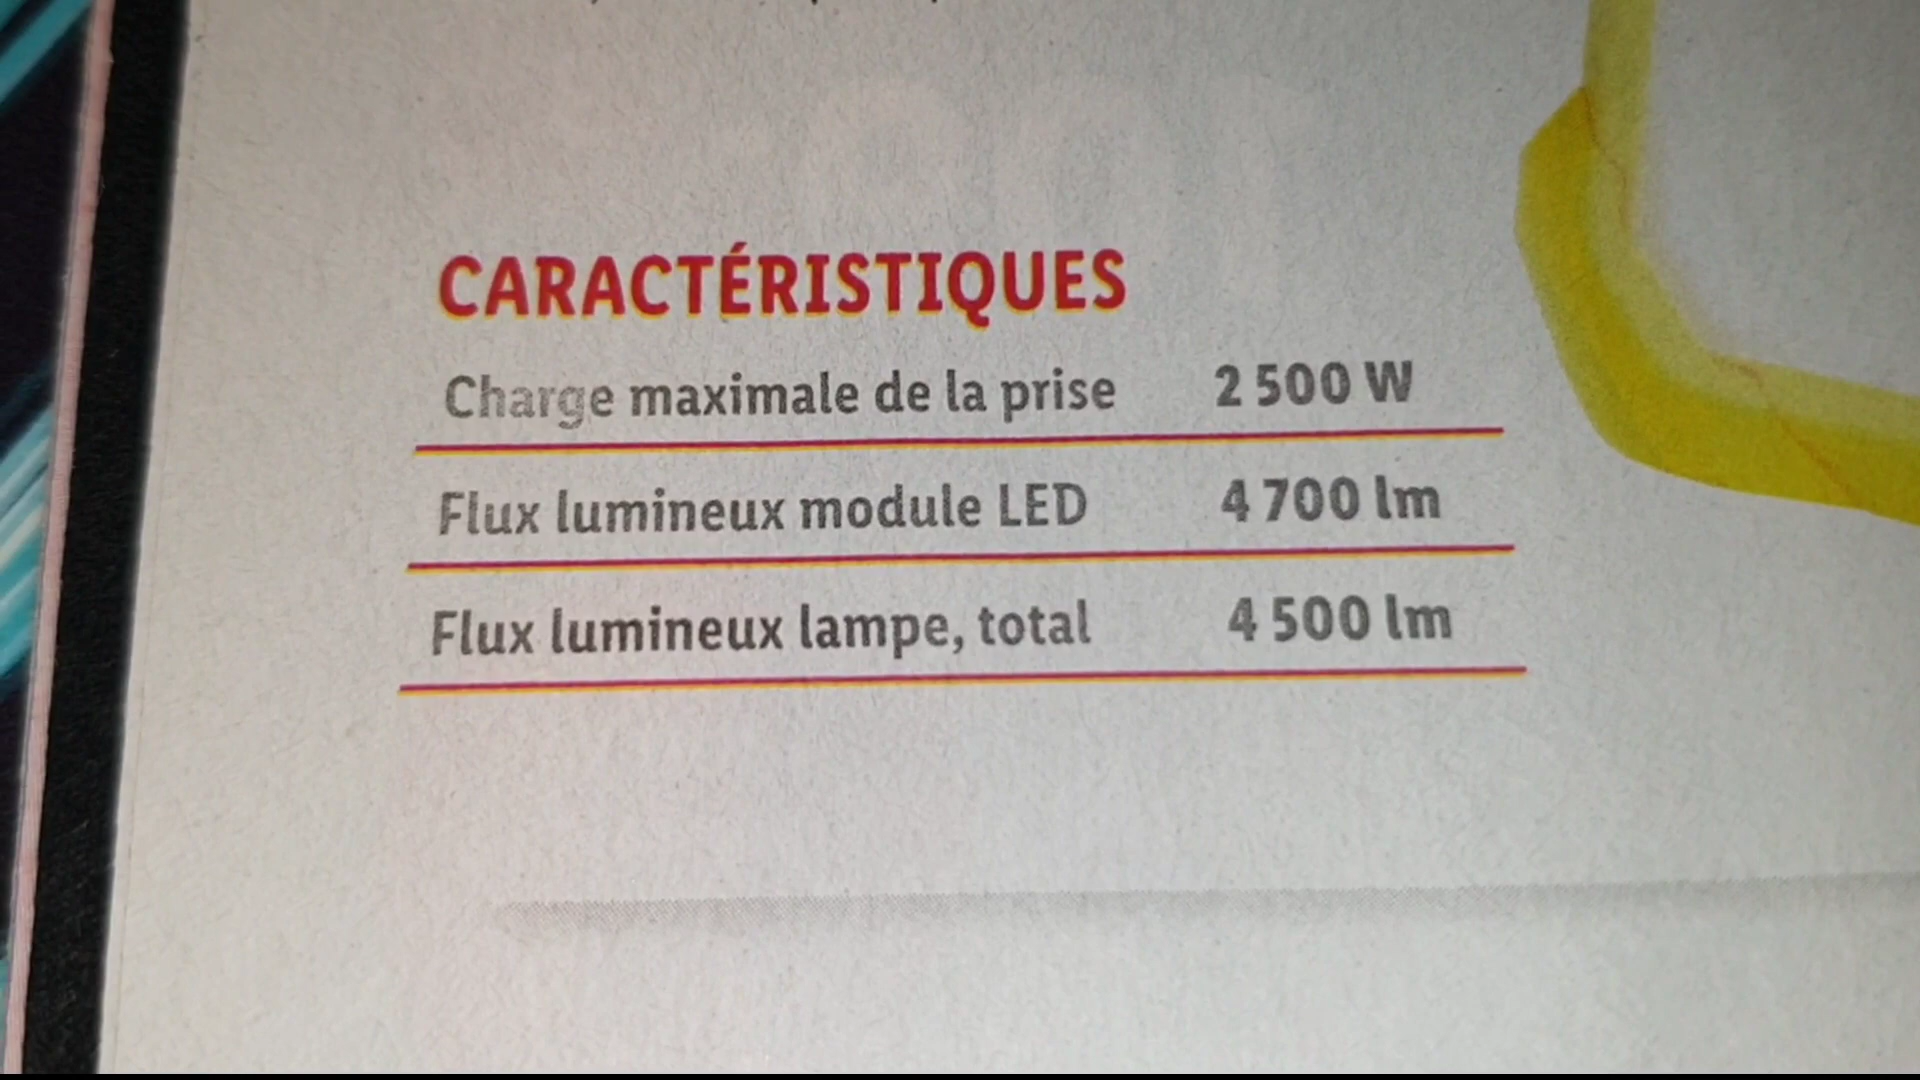 CARACTÉRISTIQUES
Charge maximale de la prise 2 500 W
Flux lumineux module LED 4 700 lm
Flux lumineux lampe, total 4 500 lm